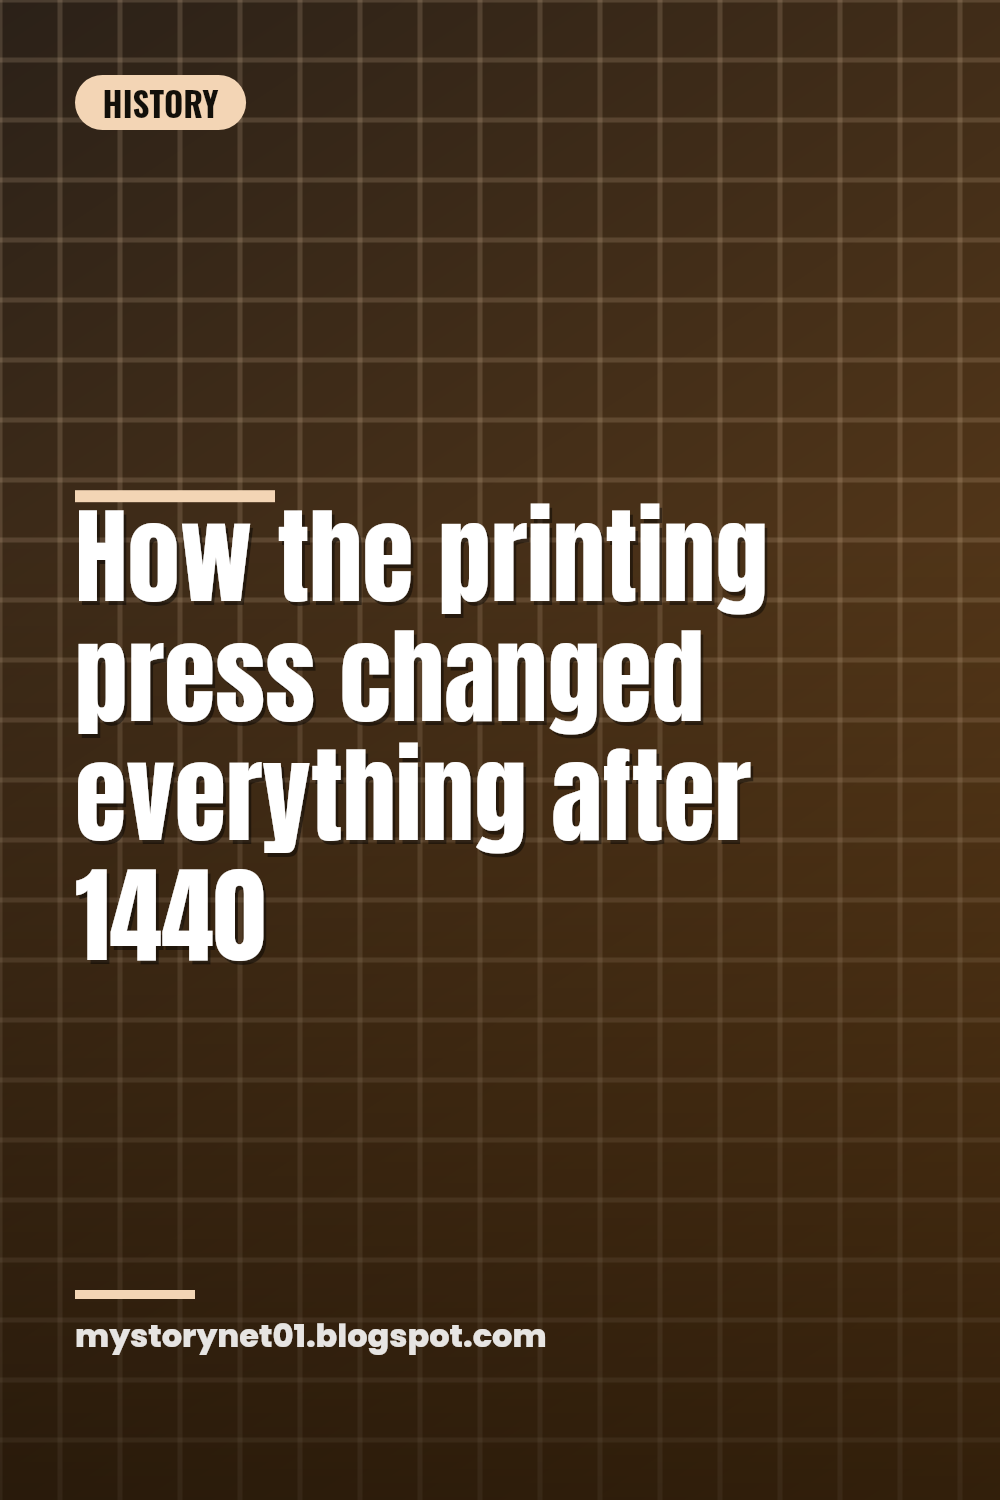 HISTORY
How the printing
press changed
everything after
1440
mystorynet01.blogspot.com